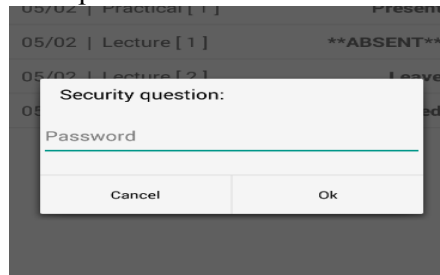 05/02 | Practical [ 1 ] Present
05/02 | Lecture [ 1 ] **ABSENT**
05/02 | Lecture [ 2 ] Leave
Security question:
Password
Cancel Ok